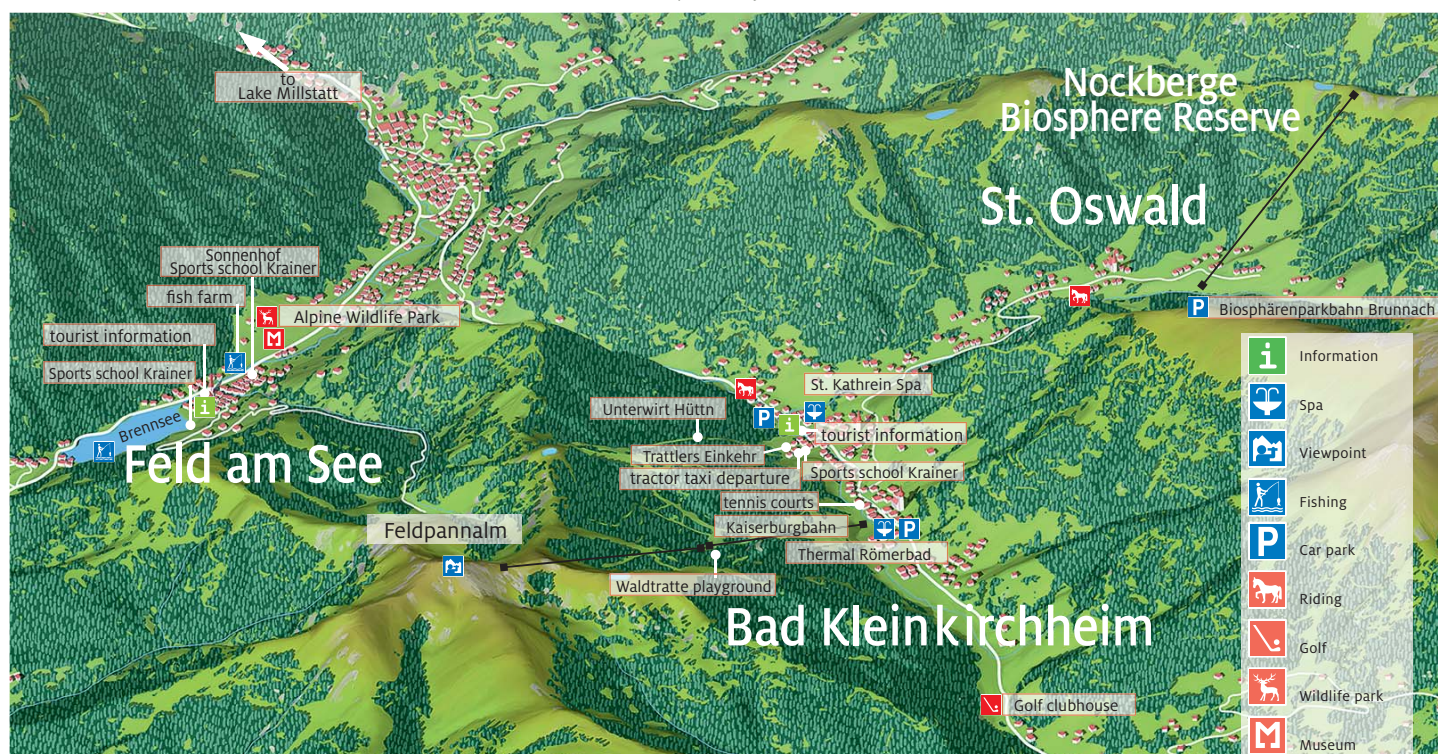 to
Lake Millstatt
Nockberge
Biosphere Reserve
St. Oswald
Sonnenhof
Sports school Krainer
fish farm
Alpine Wildlife Park
tourist information
Sports school Krainer
Brennsee
Feld am See
Biosphärenparkbahn Brunnach
P
St. Kathrein Spa
Unterwirt Hüttn
P
i
i
tourist information
Trattlers Einkehr
Sports school Krainer
tractor taxi departure
tennis courts
Kaiserburgbahn
P
Thermal Römerbad
Feldpannalm
Waldtratte playground
Bad Kleinkirchheim
Golf clubhouse
M
i
Information
Spa
Viewpoint
Fishing
P
Car park
Riding
Golf
Wildlife park
M
Museum